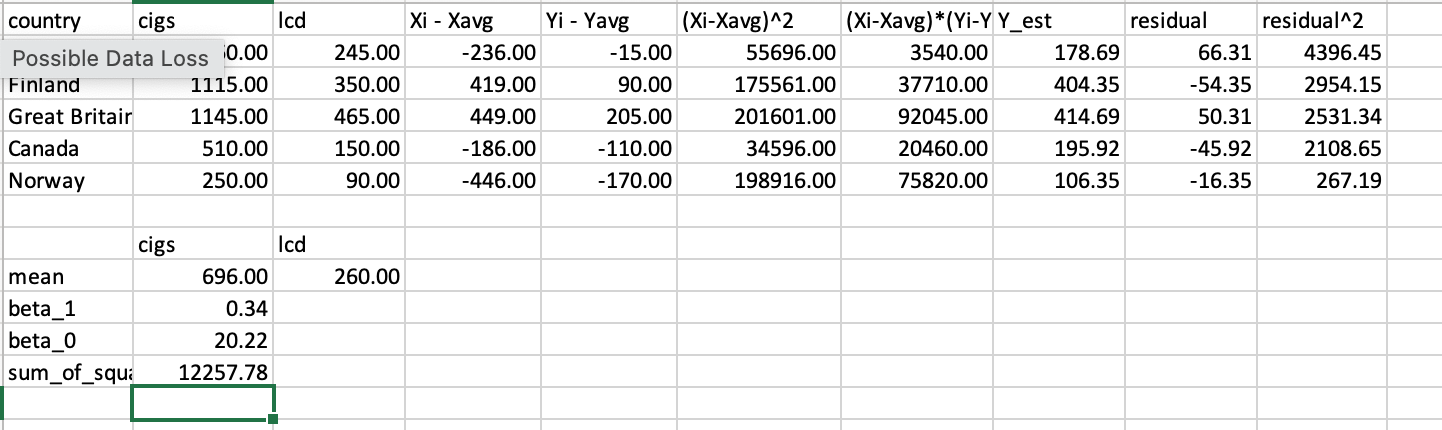 country cigs lcd Xi - Xavg Yi - Yavg (Xi-Xavg)^2 (Xi-Xavg)*(Yi-Y Y_est residual residual^2
Possible Data Loss 0.00 245.00 -236.00 -15.00 55696.00 3540.00 178.69 66.31 4396.45
Finland 1115.00 350.00 419.00 90.00 175561.00 37710.00 404.35 -54.35 2954.15
Great Britain 1145.00 465.00 449.00 205.00 201601.00 92045.00 414.69 50.31 2531.34
Canada 510.00 150.00 -186.00 -110.00 34596.00 20460.00 195.92 -45.92 2108.65
Norway 250.00 90.00 -446.00 -170.00 198916.00 75820.00 106.35 -16.35 267.19
cigs lcd
mean 696.00 260.00
beta_1 0.34
beta_0 20.22
sum_of_squa 12257.78